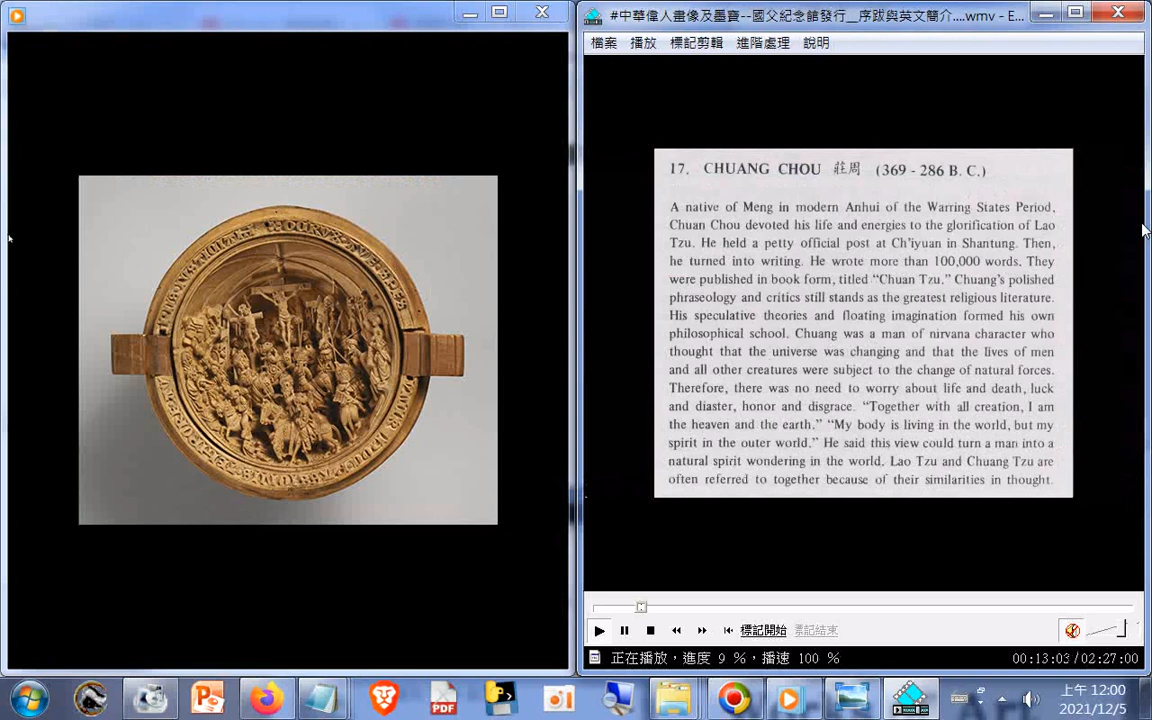 #中華偉人畫像及墨寶--國父紀念館發行__序跋與英文簡介....wmv - E...
檔案 播放 標記剪輯 進階處理 說明
17. CHUANG CHOU 莊周 (369 - 286 B. C.)
A native of Meng in modern Anhui of the Warring States Period,
Chuan Chou devoted his life and energies to the glorification of Lao
Tzu. He held a petty official post at Ch'iyuan in Shantung. Then,
he turned into writing. He wrote more than 100,000 words. They
were published in book form, titled “Chuan Tzu.” Chuang's polished
phraseology and critics still stands as the greatest religious literature.
His speculative theories and floating imagination formed his own
philosophical school. Chuang was a man of nirvana character who
thought that the universe was changing and that the lives of men
and all other creatures were subject to the change of natural forces.
Therefore, there was no need to worry about life and death, luck
and diaster, honor and disgrace. “Together with all creation, I am
the heaven and the earth.” “My body is living in the world, but my
spirit in the outer world.” He said this view could turn a man into a
natural spirit wondering in the world. Lao Tzu and Chuang Tzu are
often referred to together because of their similarities in thought.
標記開始 標記結束
正在播放，進度 9 %，播速 100 % 00:13:03 / 02:27:00
PDF
上午 12:00
2021/12/5